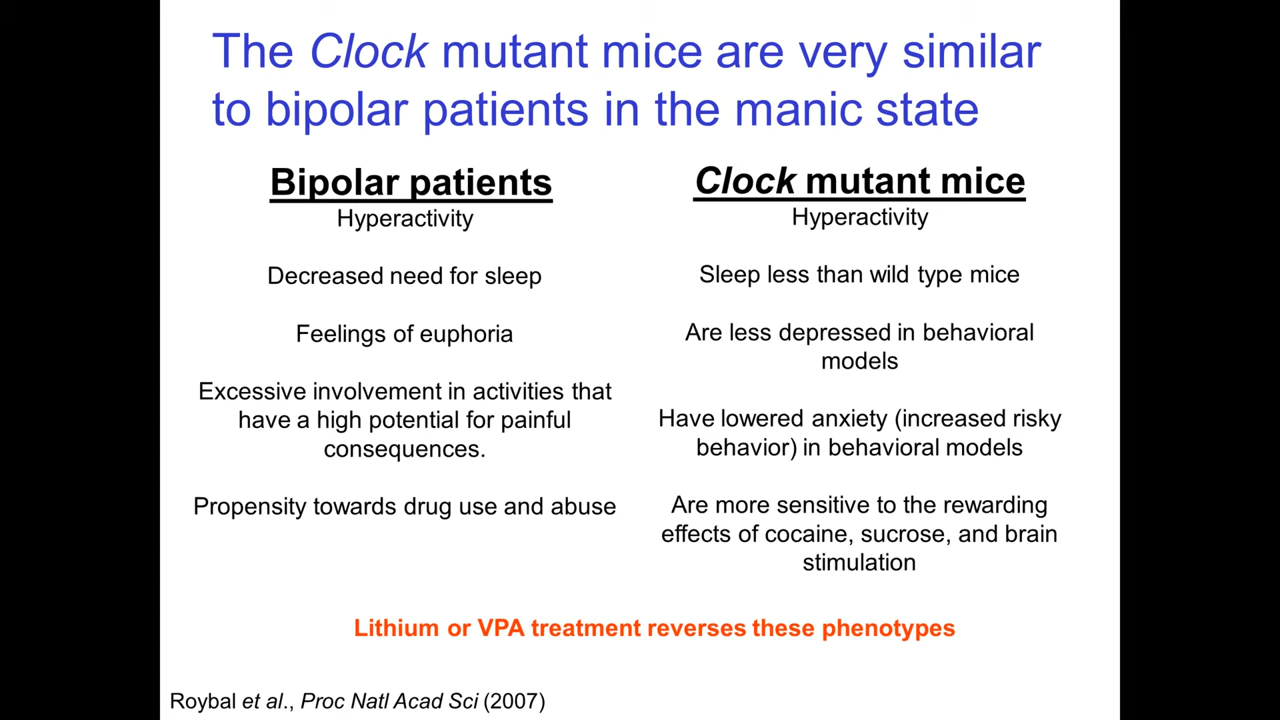 The Clock mutant mice are very similar
to bipolar patients in the manic state
Bipolar patients
Hyperactivity
Decreased need for sleep
Feelings of euphoria
Excessive involvement in activities that
have a high potential for painful
consequences.
Propensity towards drug use and abuse
Clock mutant mice
Hyperactivity
Sleep less than wild type mice
Are less depressed in behavioral
models
Have lowered anxiety (increased risky
behavior) in behavioral models
Are more sensitive to the rewarding
effects of cocaine, sucrose, and brain
stimulation
Lithium or VPA treatment reverses these phenotypes
Roybal et al., Proc Natl Acad Sci (2007)